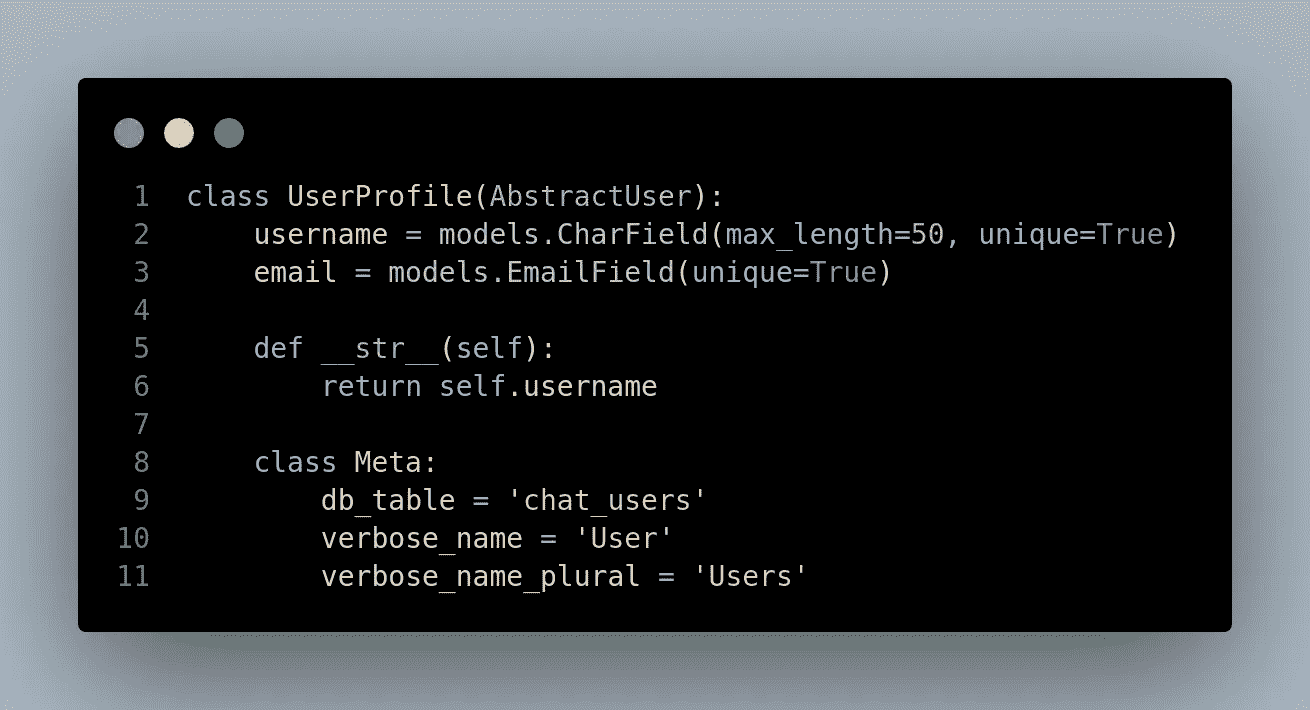 1 class UserProfile(AbstractUser):
2     username = models.CharField(max_length=50, unique=True)
3     email = models.EmailField(unique=True)
4
5     def __str__(self):
6         return self.username
7
8     class Meta:
9         db_table = 'chat_users'
10         verbose_name = 'User'
11         verbose_name_plural = 'Users'